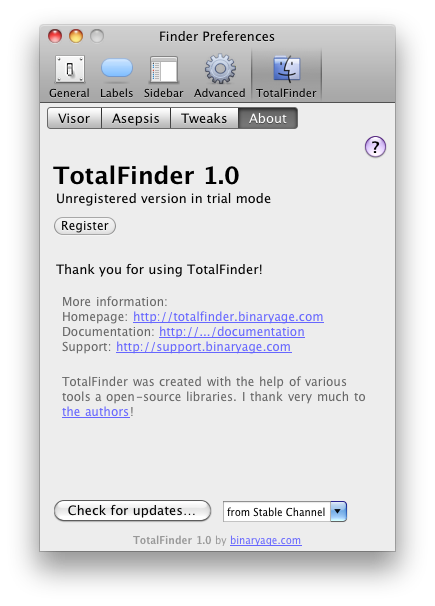 Finder Preferences
General Labels Sidebar Advanced TotalFinder
Visor Asepsis Tweaks About
?
TotalFinder 1.0
Unregistered version in trial mode
Register
Thank you for using TotalFinder!
More information:
Homepage: http://totalfinder.binaryage.com
Documentation: http://.../documentation
Support: http://support.binaryage.com
TotalFinder was created with the help of various
tools a open-source libraries. I thank very much to
the authors!
Check for updates... from Stable Channel
TotalFinder 1.0 by binaryage.com